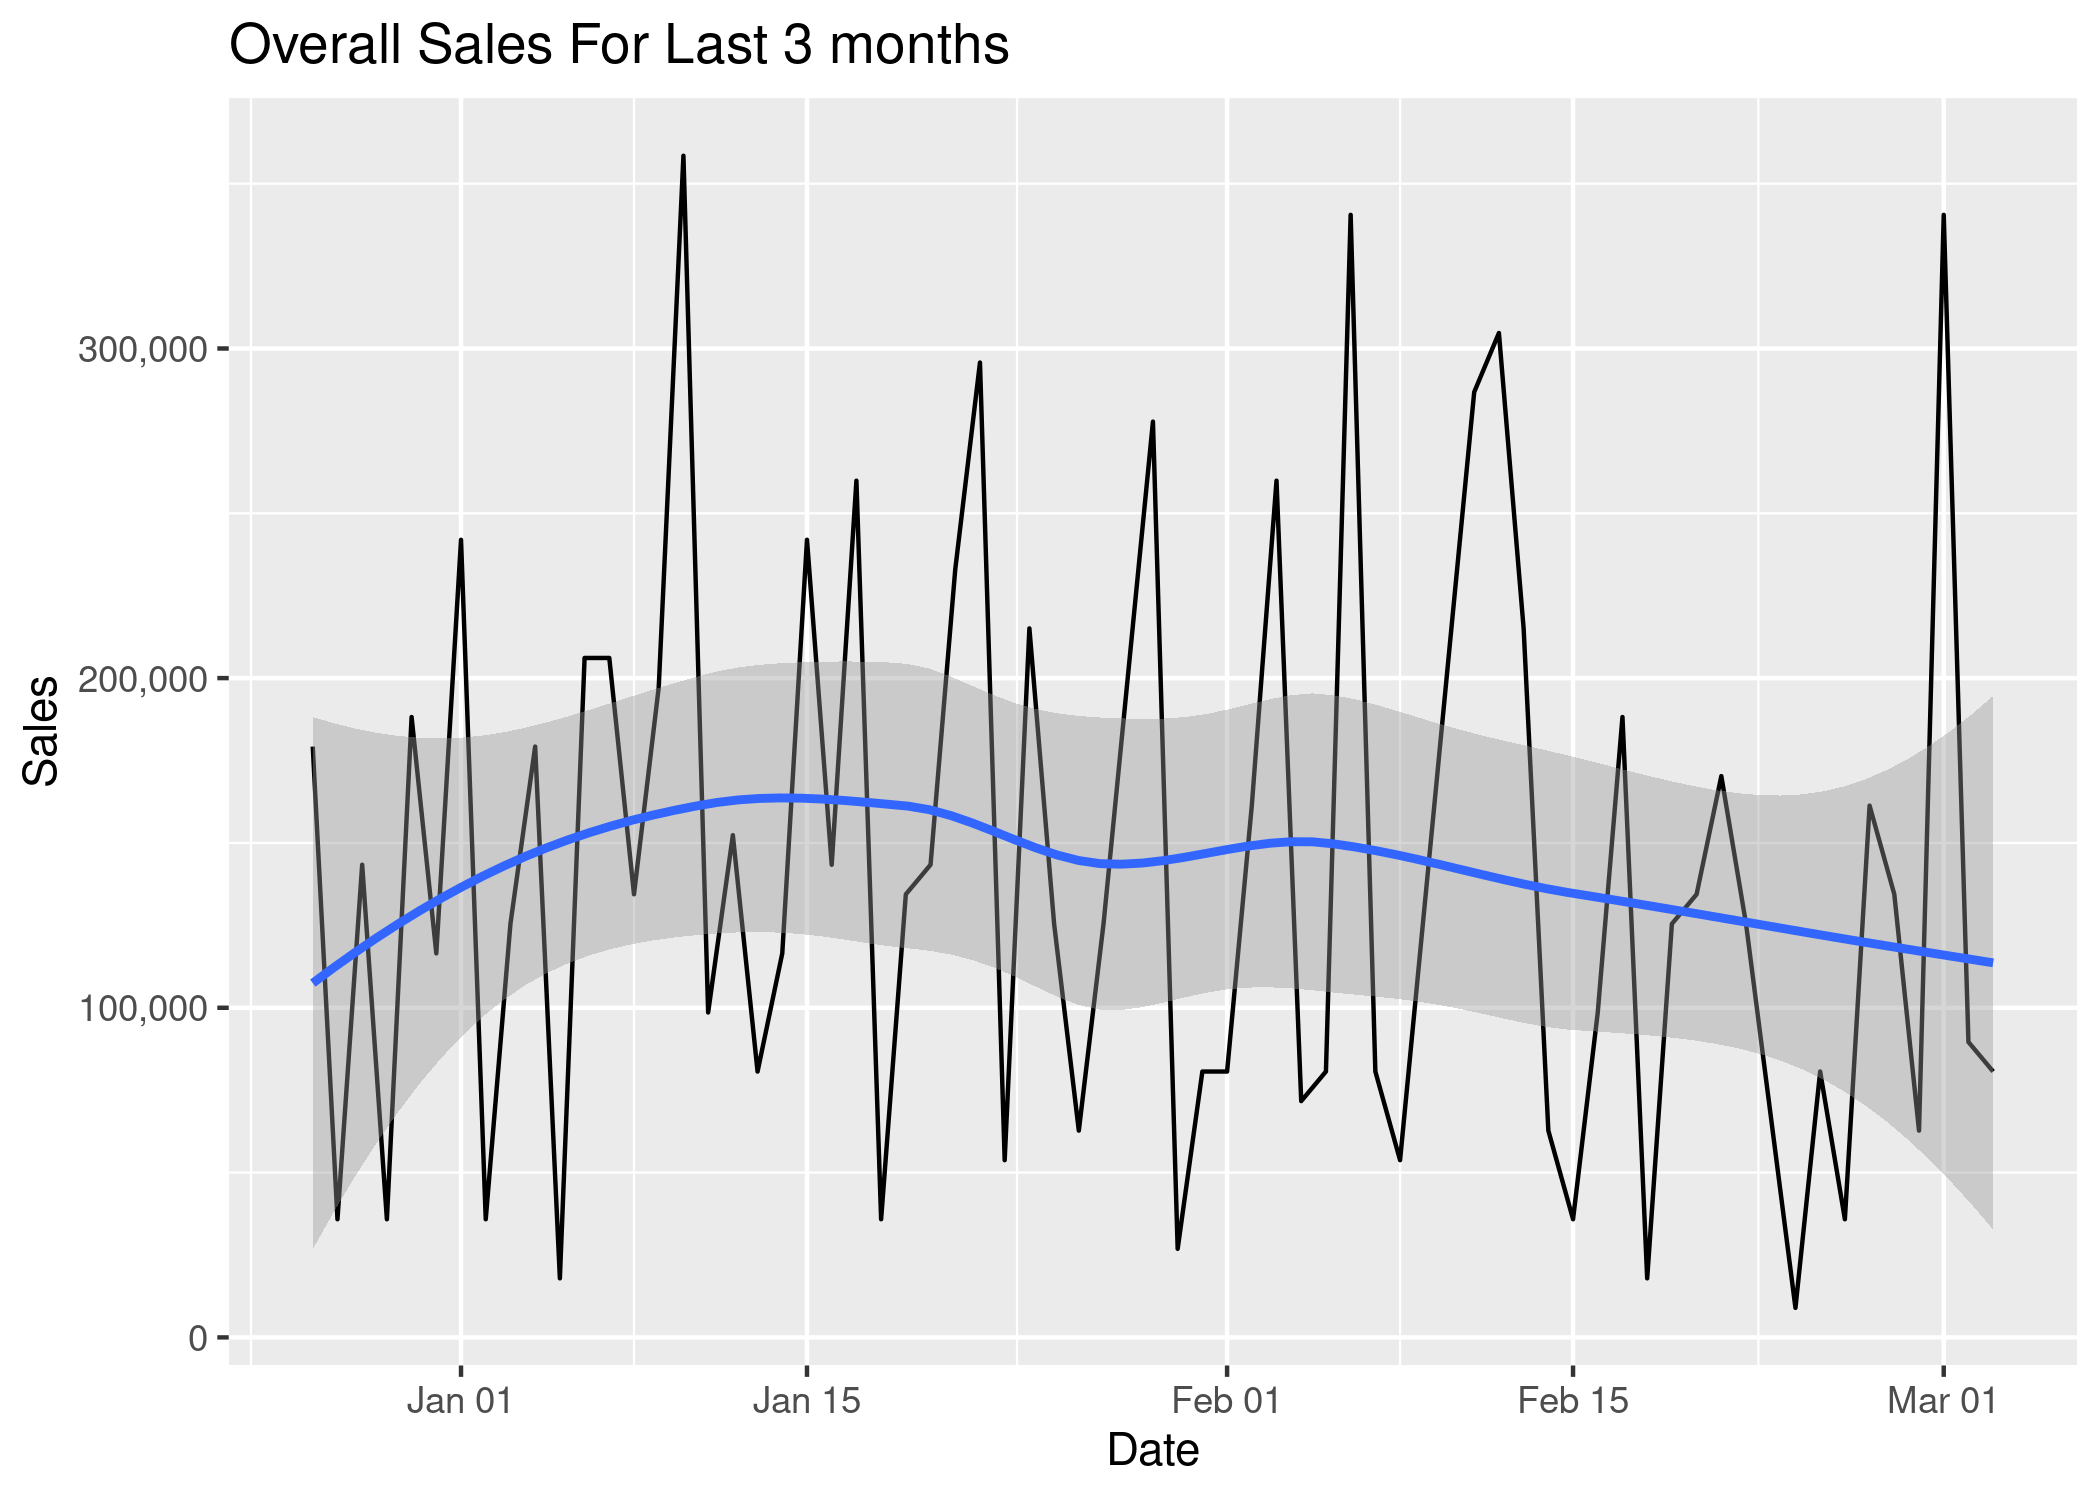 Overall Sales For Last 3 months
Sales
300,000
200,000
100,000
0
Jan 01
Jan 15
Feb 01
Feb 15
Mar 01
Date